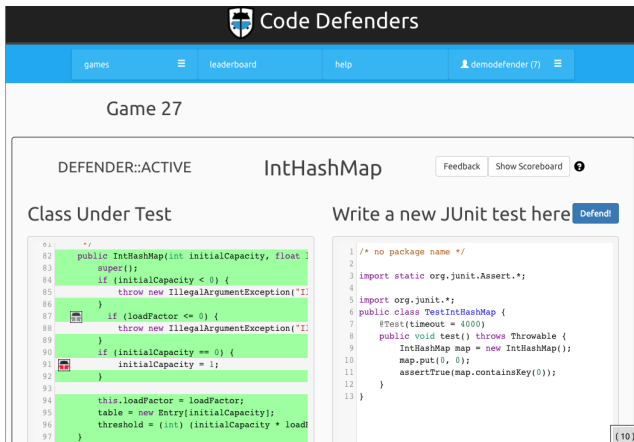 Code Defenders
games leaderboard help demodefender (7)
Game 27
DEFENDER::ACTIVE IntHashMap Feedback Show Scoreboard ?
Class Under Test
81 */
82 public IntHashMap(int initialCapacity, float l
83 super();
84 if (initialCapacity < 0) {
85 throw new IllegalArgumentException("Il
86 }
87 if (loadFactor <= 0) {
88 throw new IllegalArgumentException("Il
89 }
90 if (initialCapacity == 0) {
91 initialCapacity = 1;
92 }
93
94 this.loadFactor = loadFactor;
95 table = new Entry[initialCapacity];
96 threshold = (int) (initialCapacity * loadF
97 }
Write a new JUnit test here Defend!
1 /* no package name */
2
3 import static org.junit.Assert.*;
4
5 import org.junit.*;
6 public class TestIntHashMap {
7 @Test(timeout = 4000)
8 public void test() throws Throwable {
9 IntHashMap map = new IntHashMap();
10 map.put(0, 0);
11 assertTrue(map.containsKey(0));
12 }
13 }
(10)